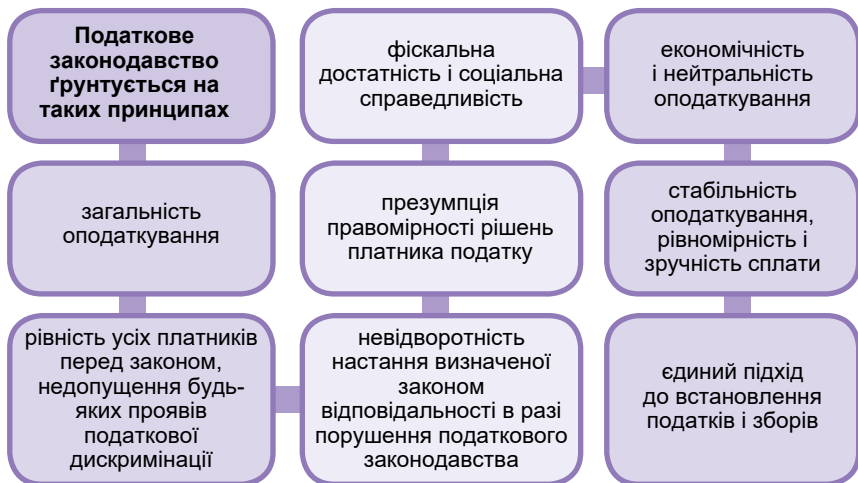 Податкове
законодавство
ґрунтується на
таких принципах
загальність
оподаткування
рівність усіх платників
перед законом,
недопущення будь-
яких проявів
податкової
дискримінації
невідворотність
настання визначеної
законом
відповідальності в разі
порушення податкового
законодавства
презумпція
правомірності рішень
платника податку
фіскальна
достатність і соціальна
справедливість
економічність
і нейтральність
оподаткування
стабільність
оподаткування,
рівномірність і
зручність сплати
єдиний підхід
до встановлення
податків і зборів